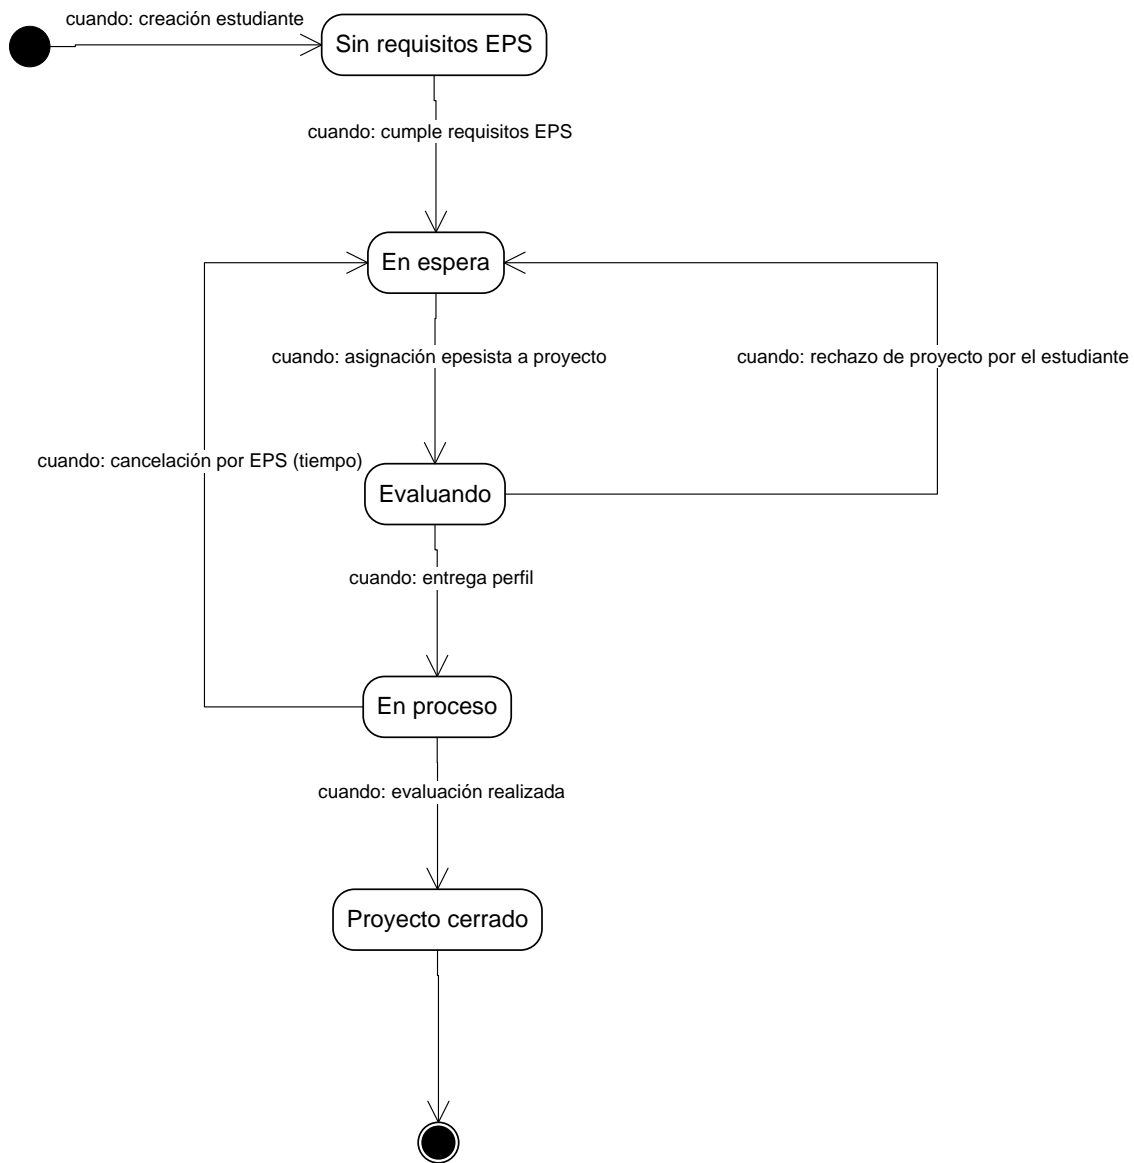 cuando: creación estudiante
Sin requisitos EPS
cuando: cumple requisitos EPS
En espera
cuando: asignación epesista a proyecto
cuando: rechazo de proyecto por el estudiante
cuando: cancelación por EPS (tiempo)
Evaluando
cuando: entrega perfil
En proceso
cuando: evaluación realizada
Proyecto cerrado